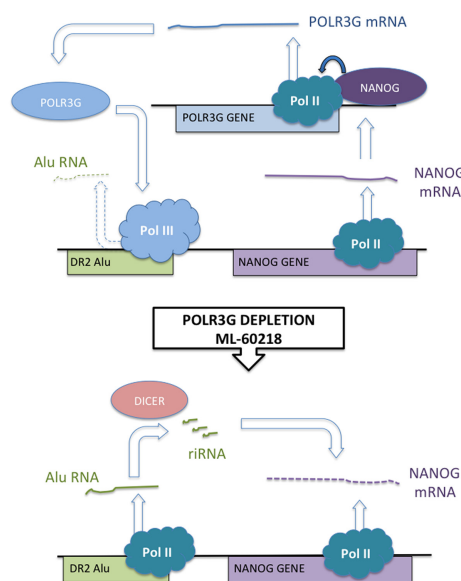 POLR3G mRNA
POLR3G
Pol II
NANOG
POLR3G GENE
Alu RNA
NANOG
mRNA
Pol III
Pol II
DR2 Alu
NANOG GENE
POLR3G DEPLETION
ML-60218
DICER
riRNA
Alu RNA
NANOG
mRNA
Pol II
Pol II
DR2 Alu
NANOG GENE